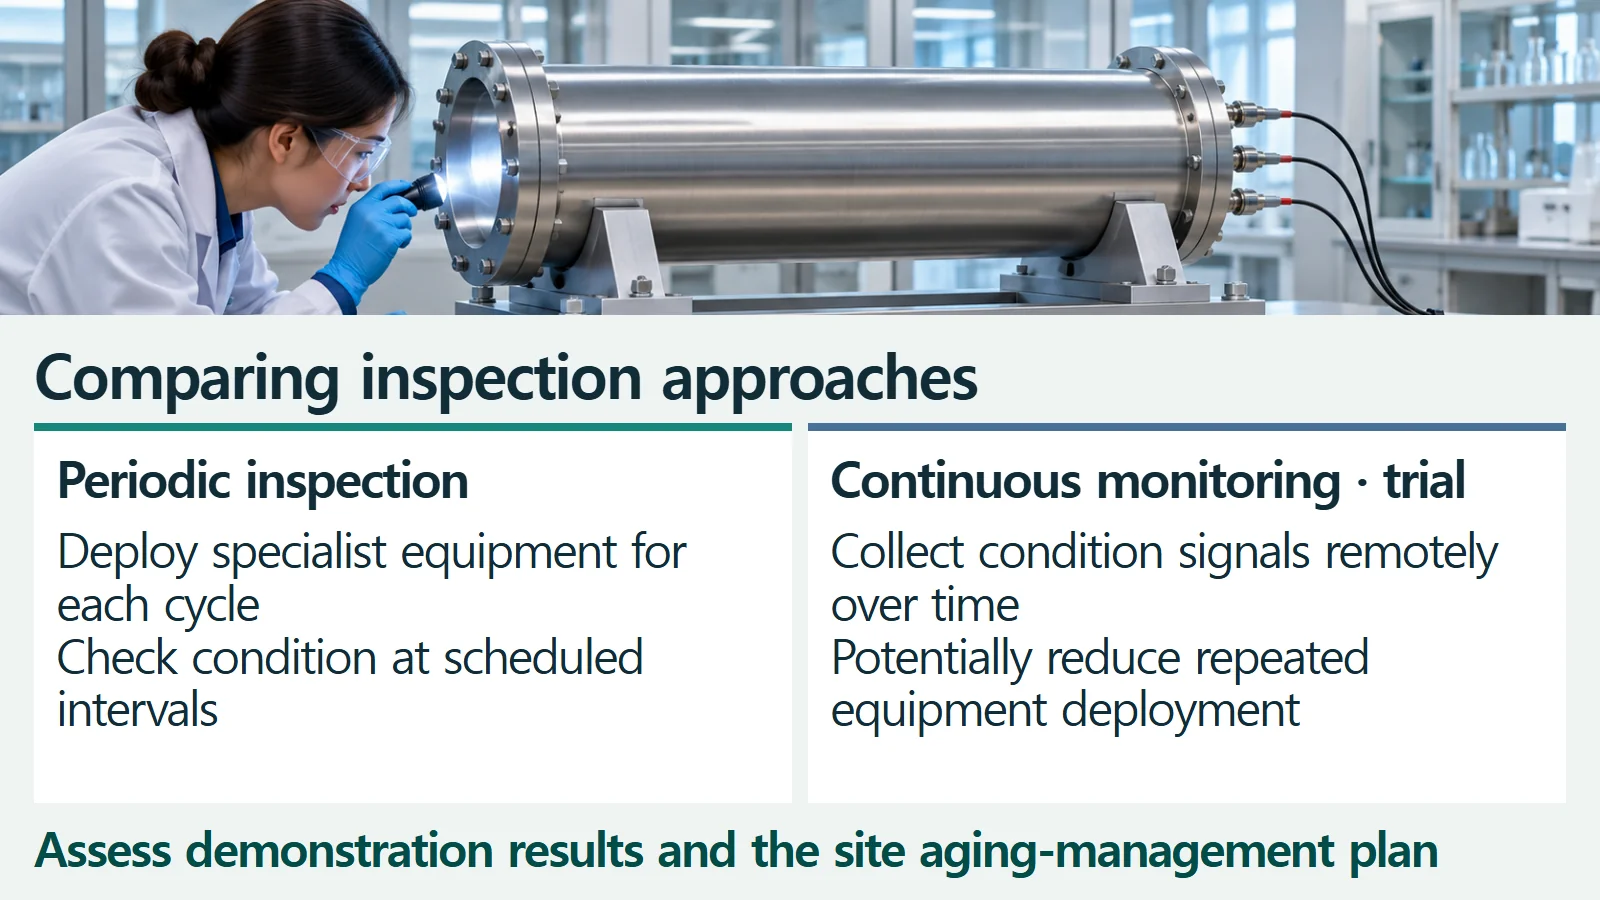 Comparing inspection approaches
Periodic inspection
Deploy specialist equipment for
each cycle
Check condition at scheduled
intervals
Continuous monitoring · trial
Collect condition signals remotely
over time
Potentially reduce repeated
equipment deployment
Assess demonstration results and the site aging-management plan